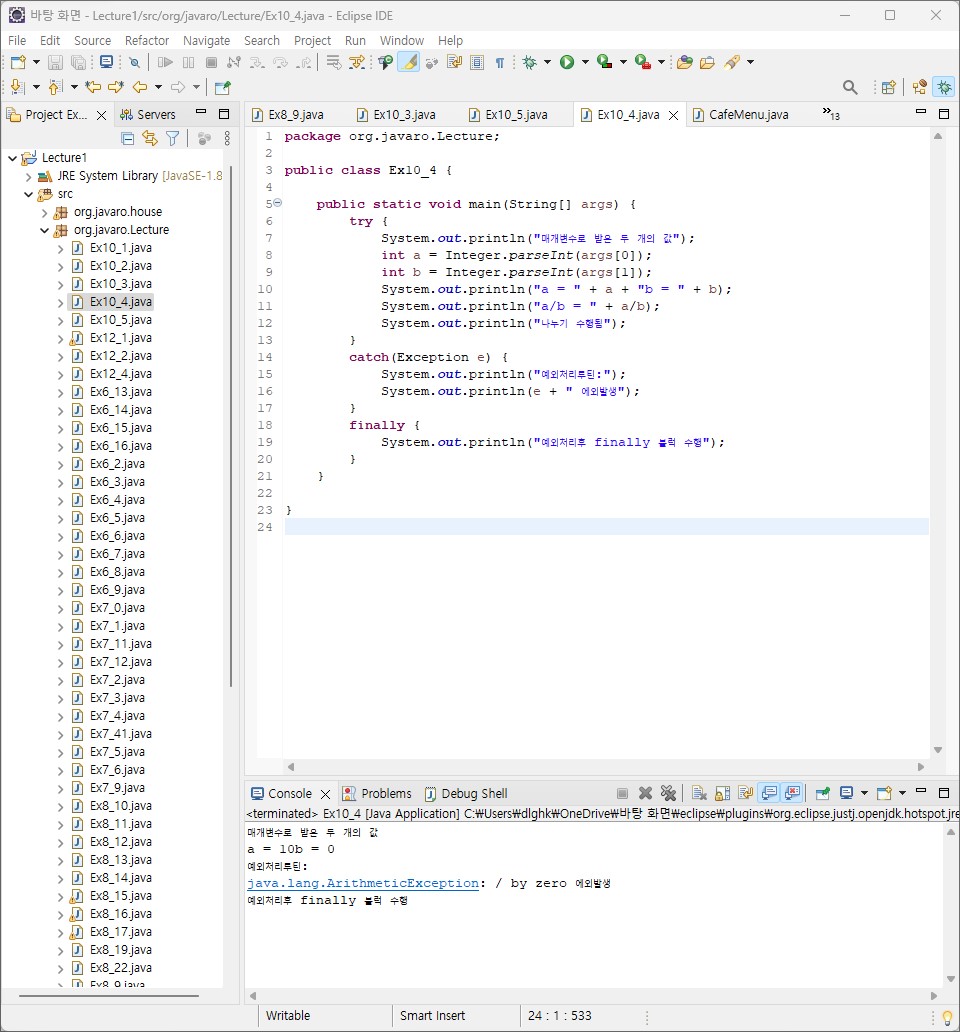 바탕 화면 - Lecture1/src/org/javaro/Lecture/Ex10_4.java - Eclipse IDE
File Edit Source Refactor Navigate Search Project Run Window Help
Project Ex... Servers
Ex8_9.java Ex10_3.java Ex10_5.java Ex10_4.java CafeMenu.java »13
Lecture1
JRE System Library [JavaSE-1.8
src
org.javaro.house
org.javaro.Lecture
Ex10_1.java
Ex10_2.java
Ex10_3.java
Ex10_4.java
Ex10_5.java
Ex12_1.java
Ex12_2.java
Ex12_4.java
Ex6_13.java
Ex6_14.java
Ex6_15.java
Ex6_16.java
Ex6_2.java
Ex6_3.java
Ex6_4.java
Ex6_5.java
Ex6_6.java
Ex6_7.java
Ex6_8.java
Ex6_9.java
Ex7_0.java
Ex7_1.java
Ex7_11.java
Ex7_12.java
Ex7_2.java
Ex7_3.java
Ex7_4.java
Ex7_41.java
Ex7_5.java
Ex7_6.java
Ex7_9.java
Ex8_10.java
Ex8_11.java
Ex8_12.java
Ex8_13.java
Ex8_14.java
Ex8_15.java
Ex8_16.java
Ex8_17.java
Ex8_19.java
Ex8_22.java
Ex8_9.java
1 package org.javaro.Lecture;
2
3 public class Ex10_4 {
4
5 public static void main(String[] args) {
6 try {
7 System.out.println("매개변수로 받은 두 개의 값");
8 int a = Integer.parseInt(args[0]);
9 int b = Integer.parseInt(args[1]);
10 System.out.println("a = " + a + "b = " + b);
11 System.out.println("a/b = " + a/b);
12 System.out.println("나누기 수행됨");
13 }
14 catch(Exception e) {
15 System.out.println("예외처리루틴:");
16 System.out.println(e + " 예외발생");
17 }
18 finally {
19 System.out.println("예외처리후 finally 블럭 수행");
20 }
21 }
22
23 }
24
Console Problems Debug Shell
<terminated> Ex10_4 [Java Application] C:₩Users₩dlghk₩OneDrive₩바탕 화면₩eclipse₩plugins₩org.eclipse.justj.openjdk.hotspot.jre
매개변수로 받은 두 개의 값
a = 10b = 0
예외처리루틴:
java.lang.ArithmeticException: / by zero 예외발생
예외처리후 finally 블럭 수행
Writable Smart Insert 24 : 1 : 533